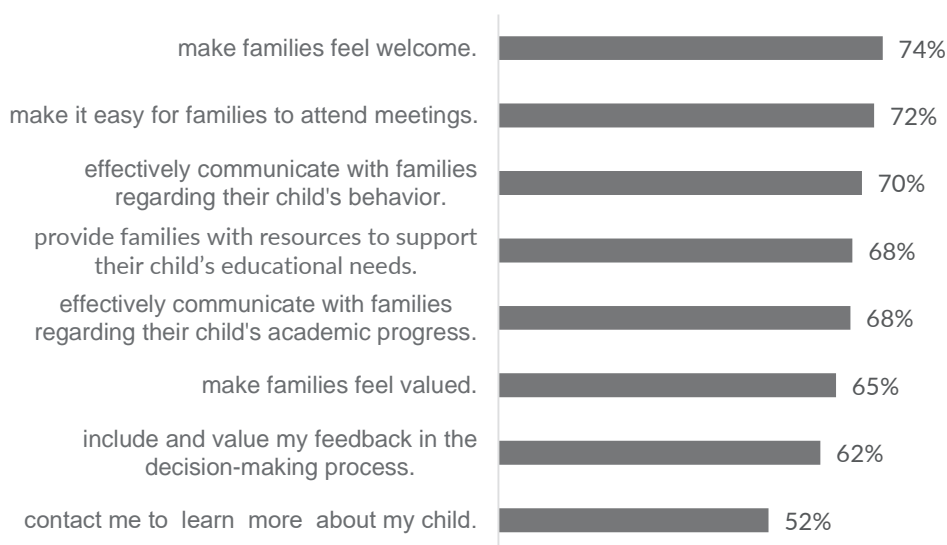 make families feel welcome.
74%
make it easy for families to attend meetings.
72%
effectively communicate with families
regarding their child's behavior.
70%
provide families with resources to support
their child’s educational needs.
68%
effectively communicate with families
regarding their child's academic progress.
68%
make families feel valued.
65%
include and value my feedback in the
decision-making process.
62%
contact me to learn more about my child.
52%